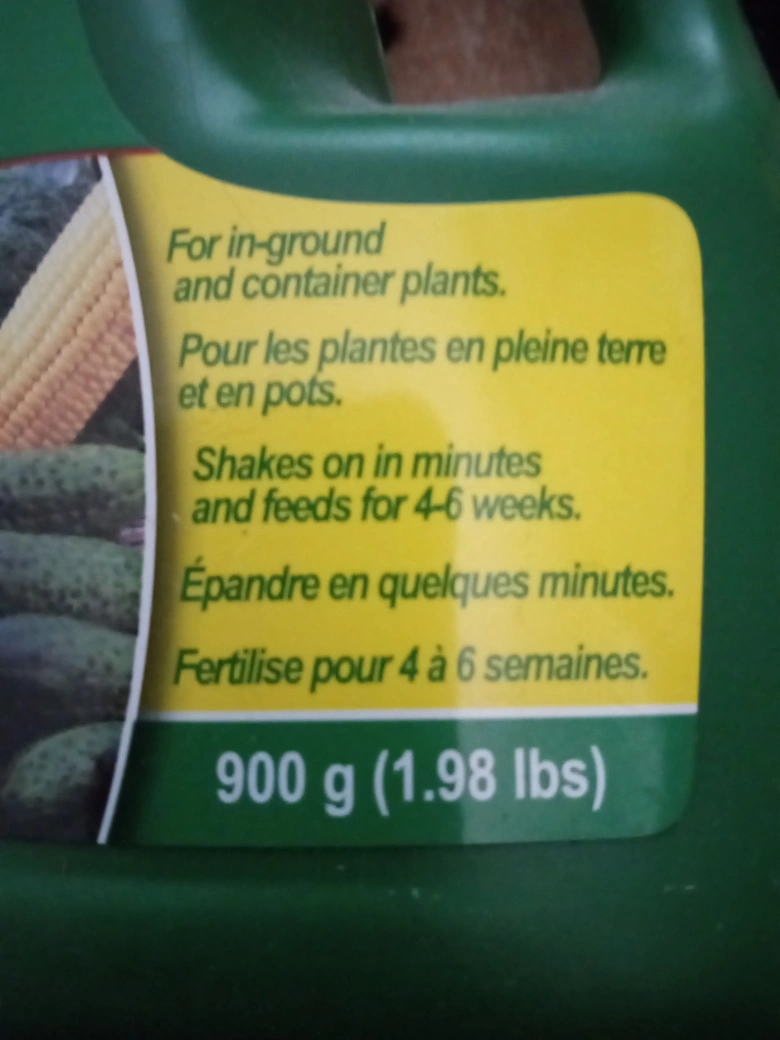 For in-ground
and container plants.
Pour les plantes en pleine terre
et en pots.
Shakes on in minutes
and feeds for 4-6 weeks.
Épandre en quelques minutes.
Fertilise pour 4 à 6 semaines.
900 g (1.98 lbs)